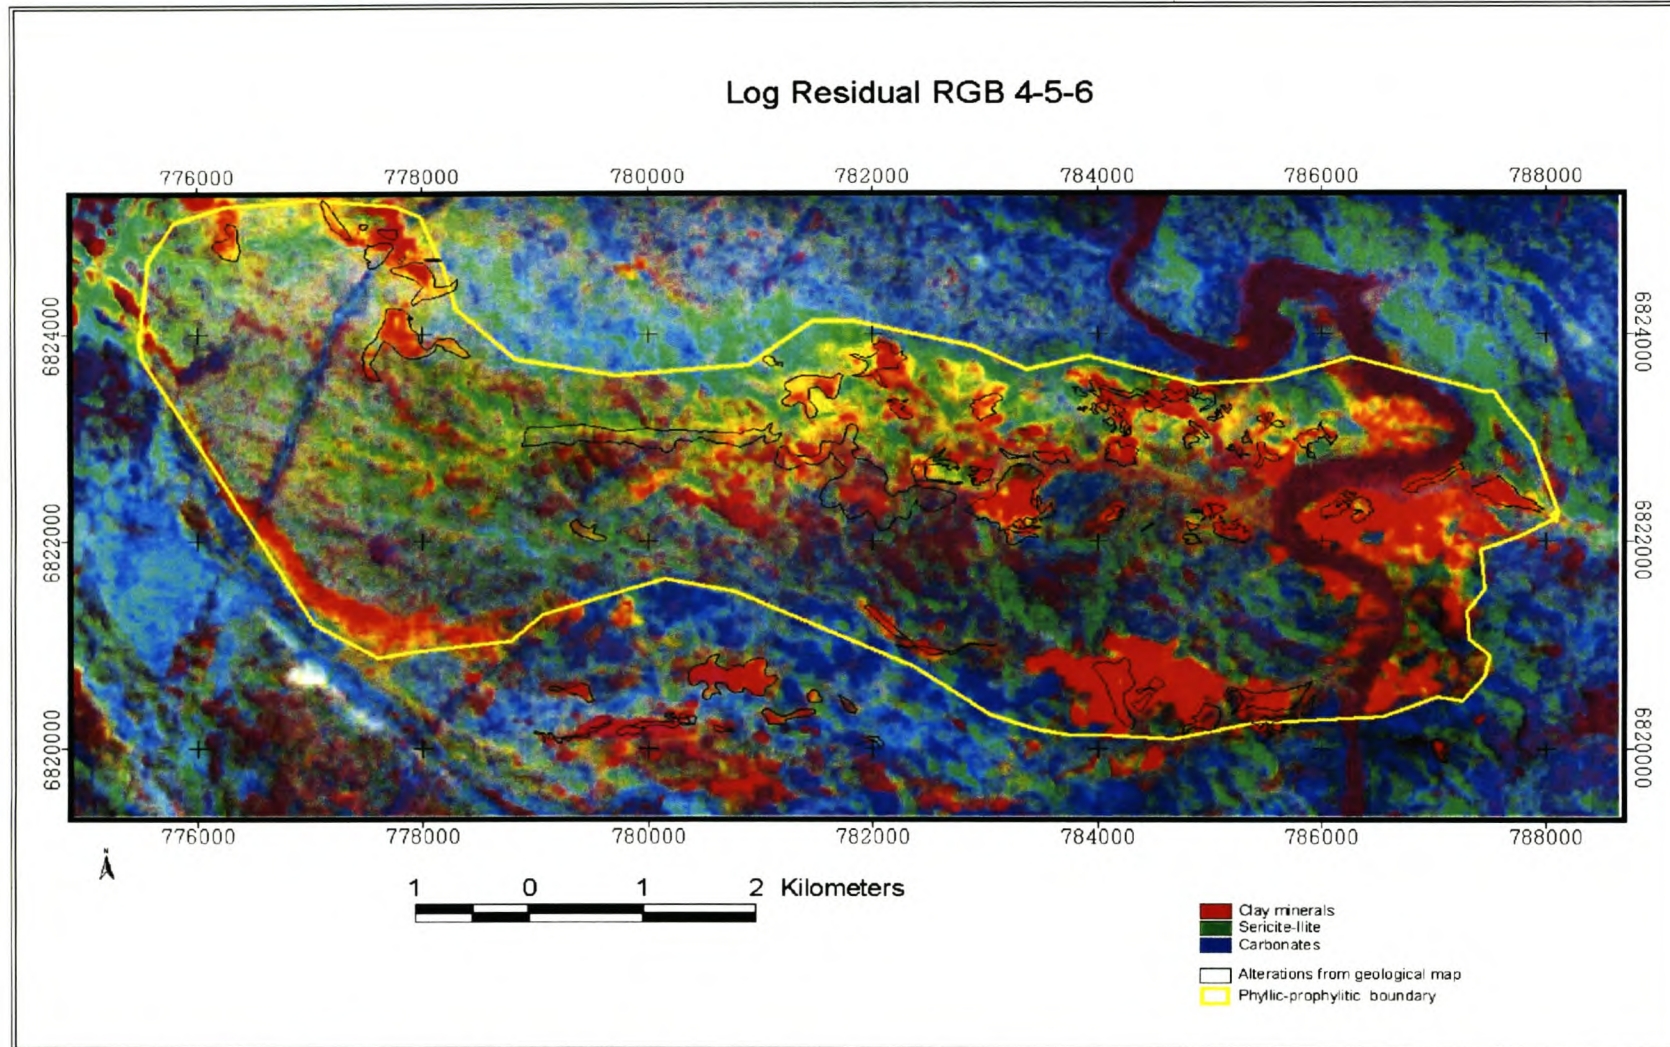 Log Residual RGB 4-5-6
776000 778000 780000 782000 784000 786000 788000
6824000 6824000
6822000 6822000
6820000 6820000
776000 778000 780000 782000 784000 786000 788000
N
1 0 1 2 Kilometers
Clay minerals
Sericite-Ilite
Carbonates
Alterations from geological map
Phyllic-prophylitic boundary